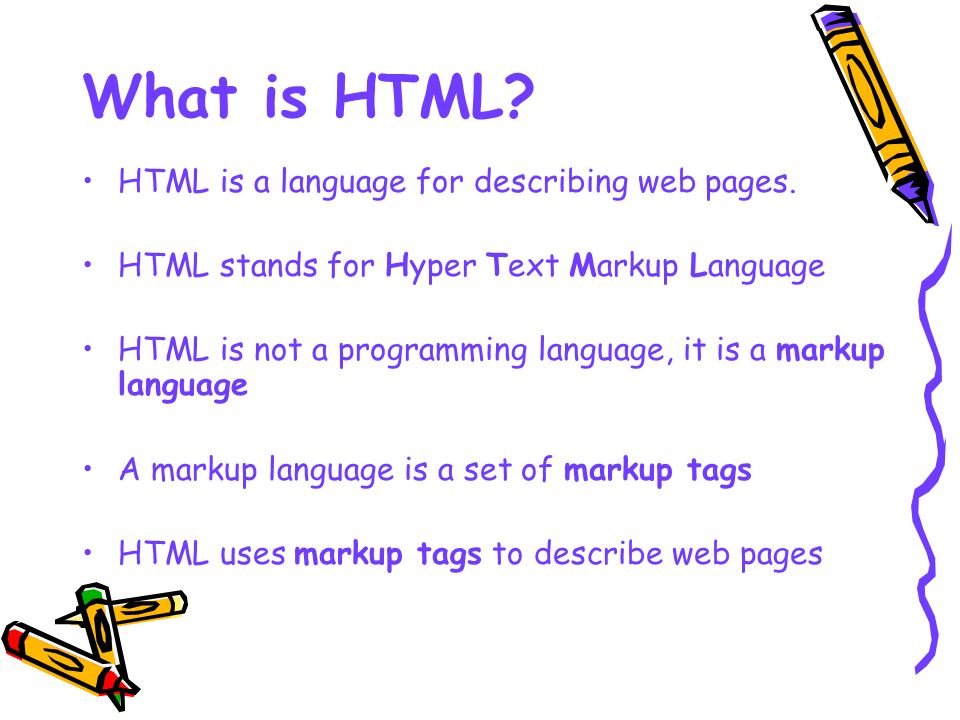 What is HTML?
• HTML is a language for describing web pages.
• HTML stands for Hyper Text Markup Language
• HTML is not a programming language, it is a markup
language
• A markup language is a set of markup tags
• HTML uses markup tags to describe web pages